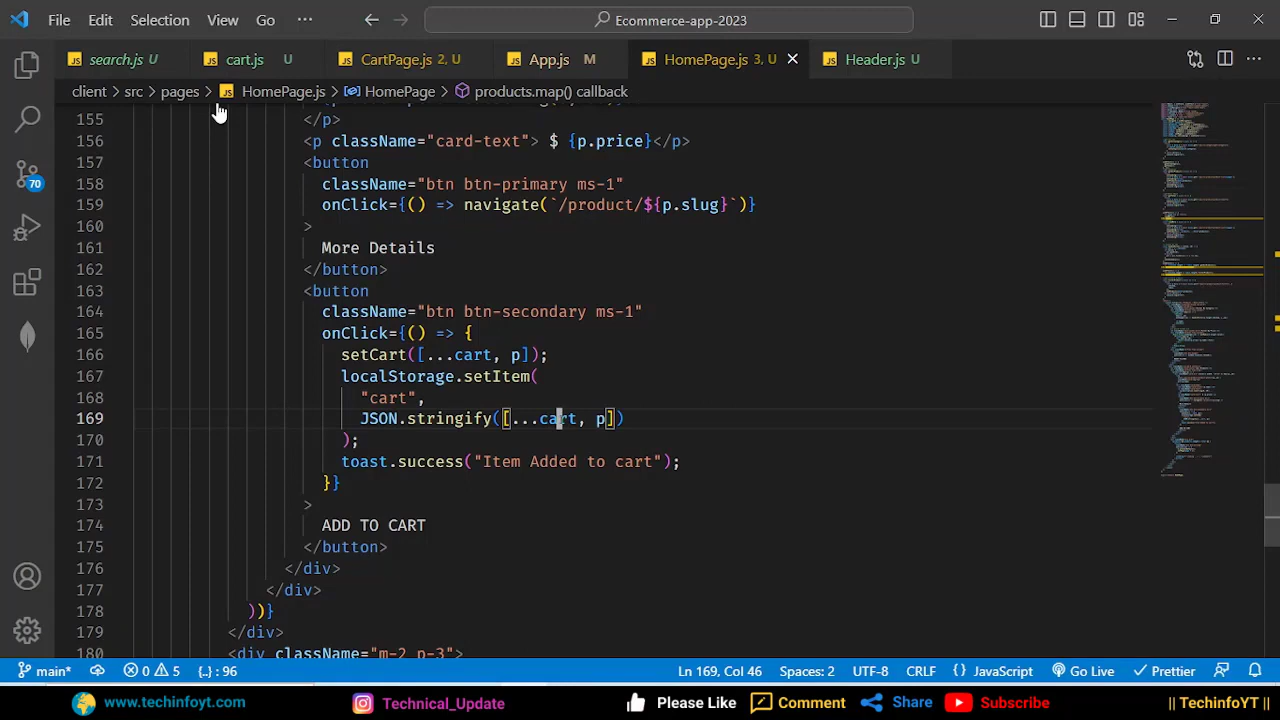 File Edit Selection View Go ··· Ecommerce-app-2023
search.js U cart.js U CartPage.js 2, U App.js M HomePage.js 3, U Header.js U
client > src > pages > HomePage.js > HomePage > products.map() callback
155 </p>
156 <p className="card-text"> $ {p.price}</p>
157 <button
158 className="btn btn-primary ms-1"
159 onClick={() => navigate(`/product/${p.slug}`)}
160 >
161 More Details
162 </button>
163 <button
164 className="btn btn-secondary ms-1"
165 onClick={() => {
166 setCart([...cart, p]);
167 localStorage.setItem(
168 "cart",
169 JSON.stringify([...cart, p])
170 );
171 toast.success("Item Added to cart");
172 }}
173 >
174 ADD TO CART
175 </button>
176 </div>
177 </div>
178 ))}
179 </div>
180 <div className="m-2 p-3">
70
main* 0 5 {..} : 96 Ln 169, Col 46 Spaces: 2 UTF-8 CRLF {} JavaScript Go Live Prettier
www.techinfoyt.com Technical_Update Please Like Comment Share Subscribe || TechinfoYT ||